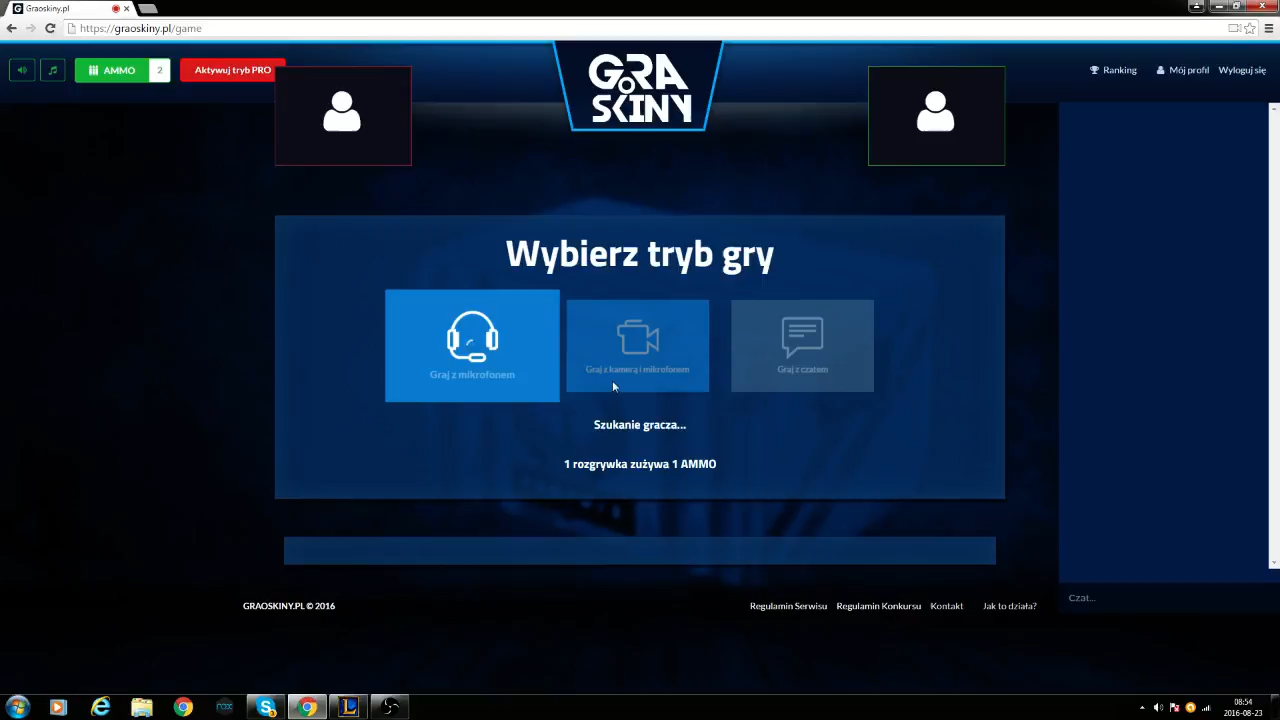 Graoskiny.pl
https://graoskiny.pl/game
AMMO 2
Aktywuj tryb PRO
GRA
O
SKINY
Ranking
Mój profil
Wyloguj się
Wybierz tryb gry
Graj z mikrofonem
Graj z kamerą i mikrofonem
Graj z czatem
Szukanie gracza...
1 rozgrywka zużywa 1 AMMO
Czat...
GRAOSKINY.PL © 2016
Regulamin Serwisu
Regulamin Konkursu
Kontakt
Jak to działa?
08:54
2016-08-23